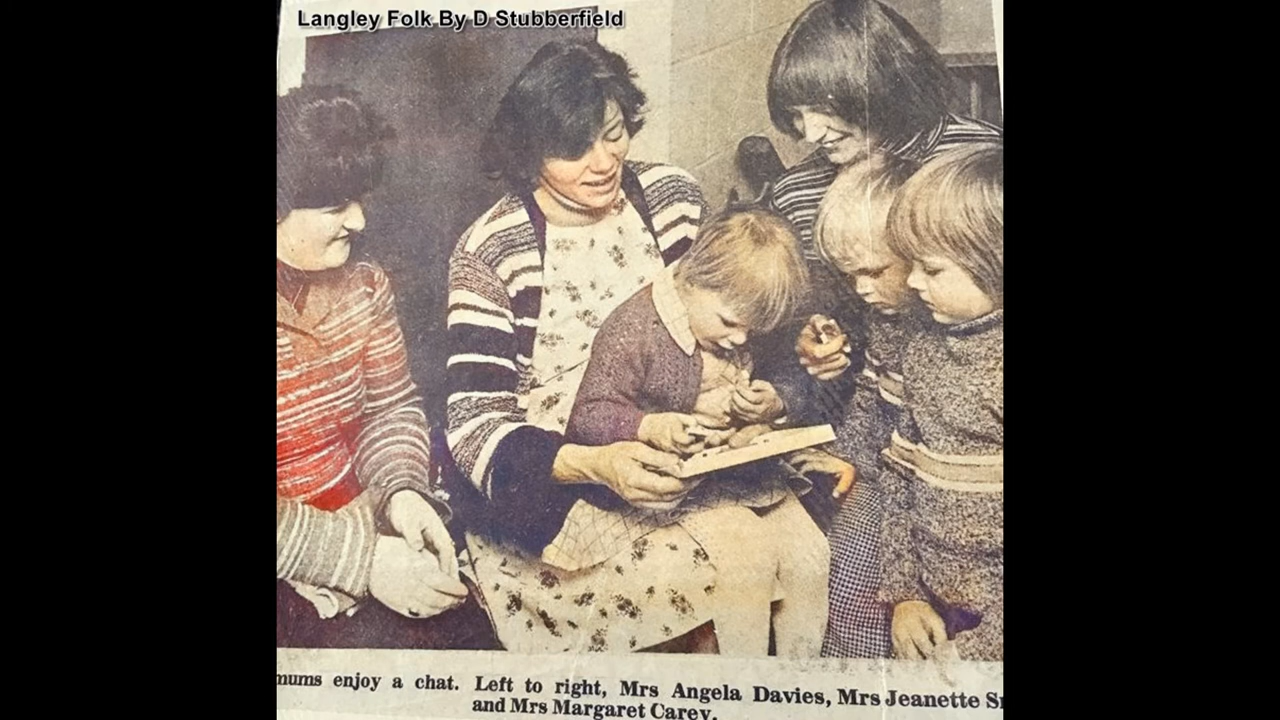 Langley Folk By D Stubberfield
mums enjoy a chat. Left to right, Mrs Angela Davies, Mrs Jeanette
and Mrs Margaret Carey.